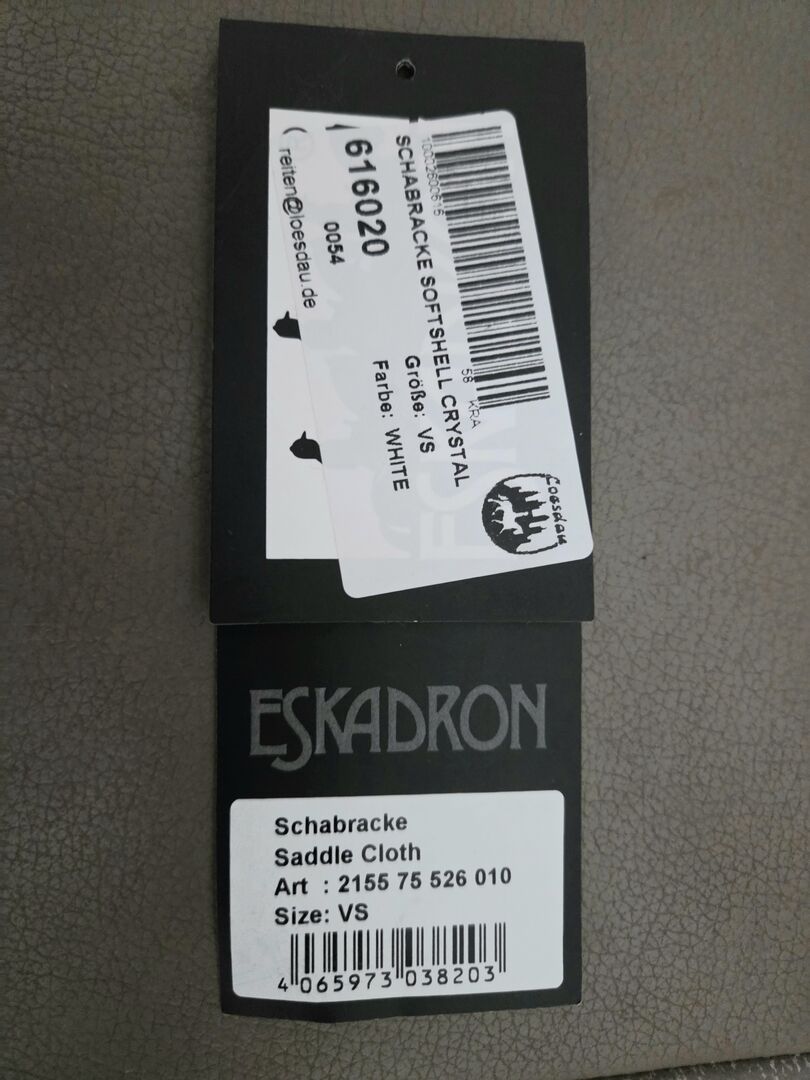 10002600616
58 KRA
SCHABRACKE SOFTSHELL CRYSTAL
Größe: VS
Farbe: WHITE
616020
0054
reiten@loesdau.de
Loesdau
ESKADRON
Schabracke
Saddle Cloth
Art : 2155 75 526 010
Size: VS
4 065973 038203